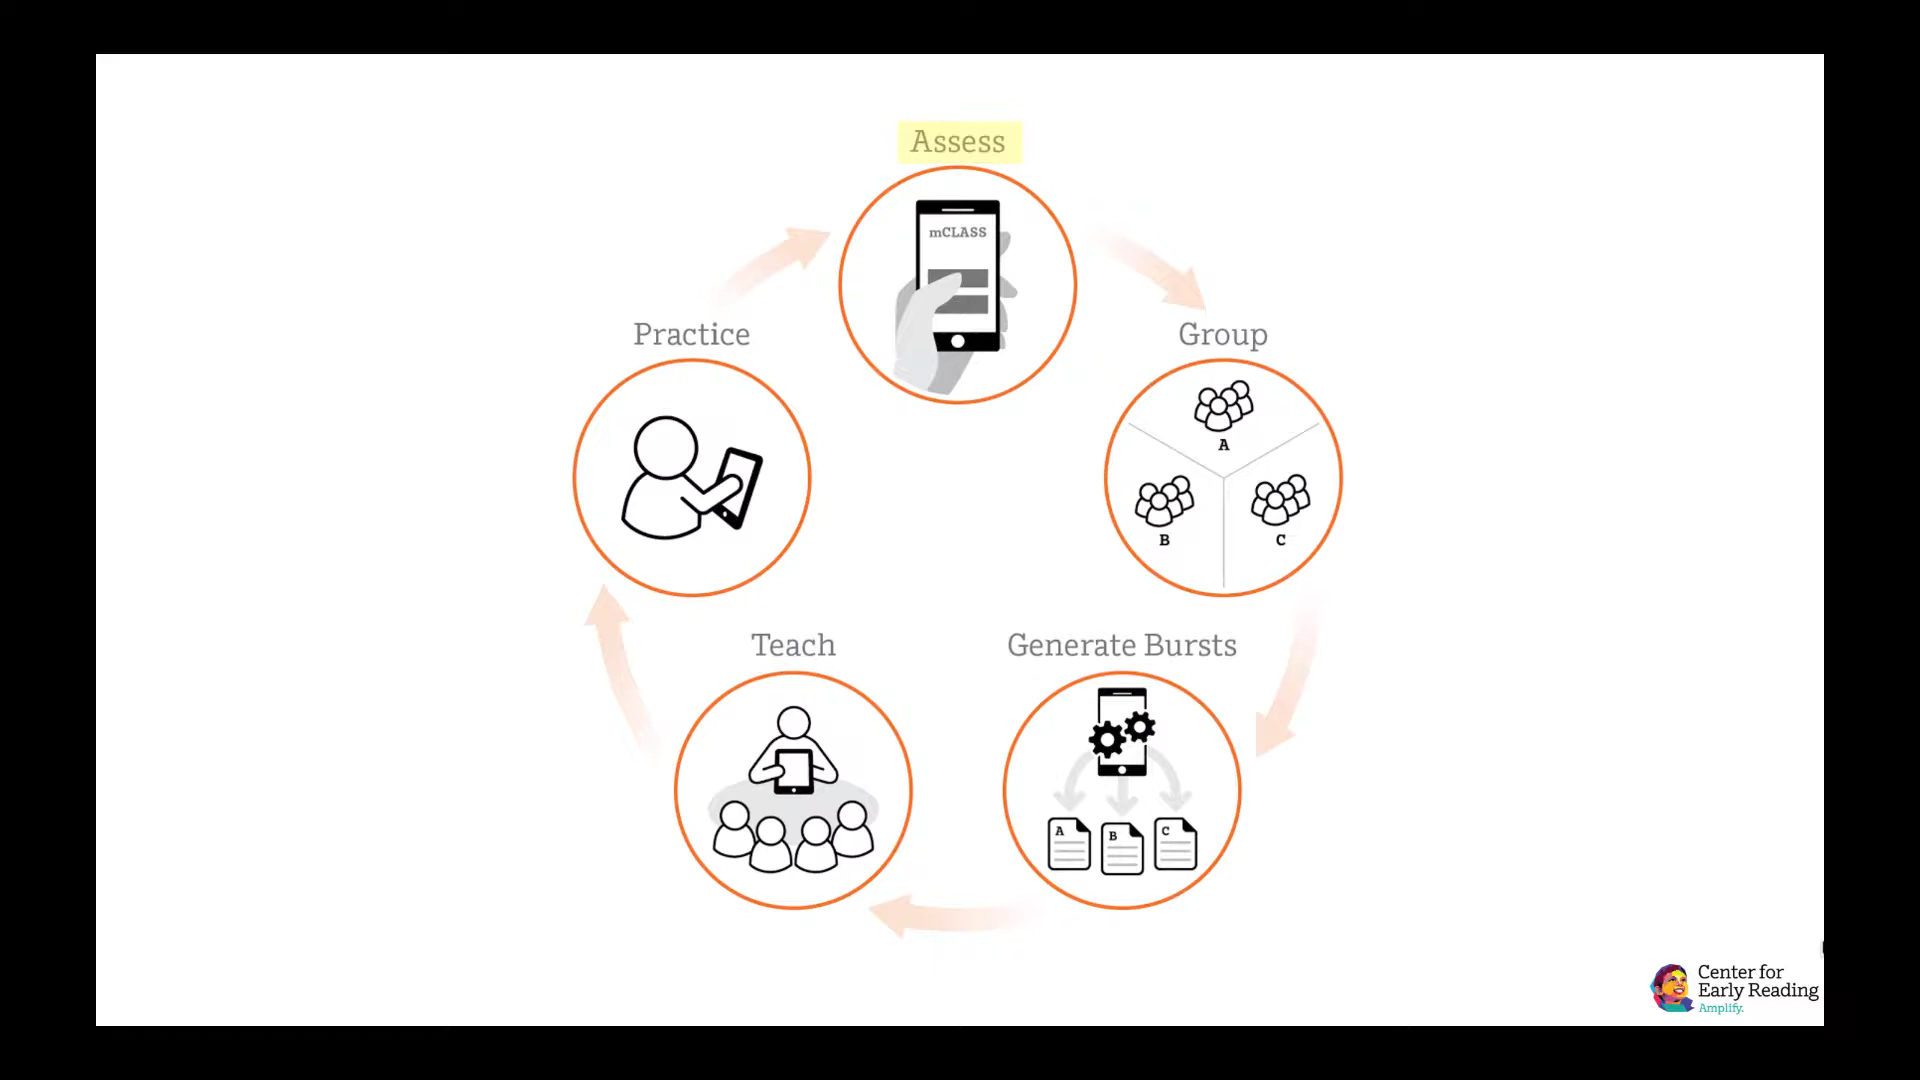 Assess
mCLASS
Practice
Group
A
B
C
Teach
Generate Bursts
A
B
C
Center for
Early Reading
Amplify.